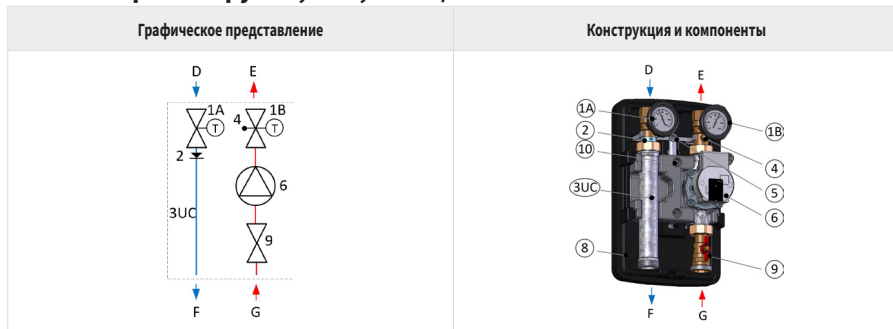 Графическое представление
Конструкция и компоненты
D E
1A 1B
4
T T
2
6
3UC
9
F G
D E
1A
1B
2
10
4
5
3UC
6
8
9
F G